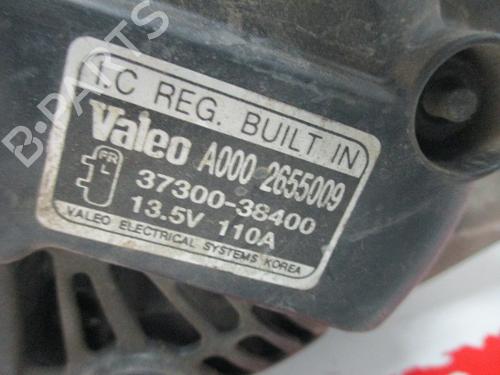 I.C REG. BUILT IN
Valeo A000 2655009
FR
L
37300-38400
13.5V 110A
VALEO ELECTRICAL SYSTEMS KOREA
B-PARTS